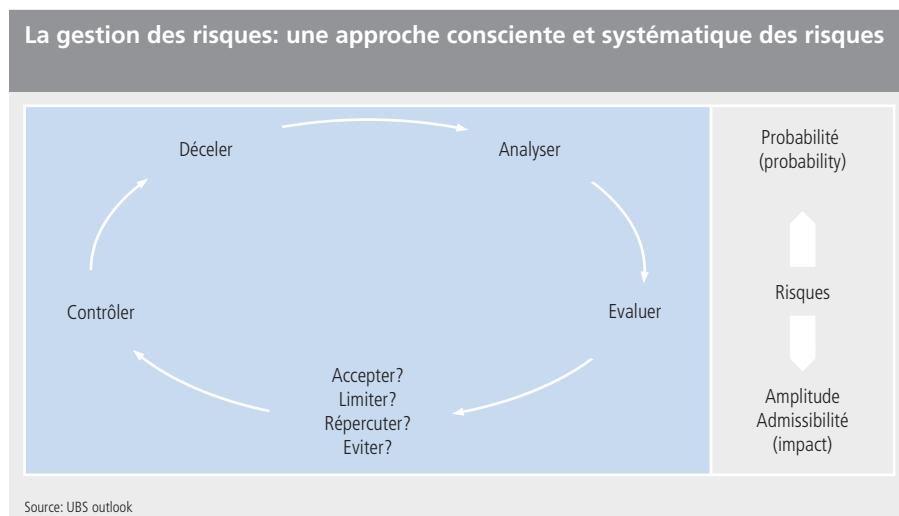 La gestion des risques: une approche consciente et systématique des risques
Déceler
Analyser
Evaluer
Accepter?
Limiter?
Répercuter?
Eviter?
Contrôler
Probabilité
(probability)
Risques
Amplitude
Admissibilité
(impact)
Source: UBS outlook